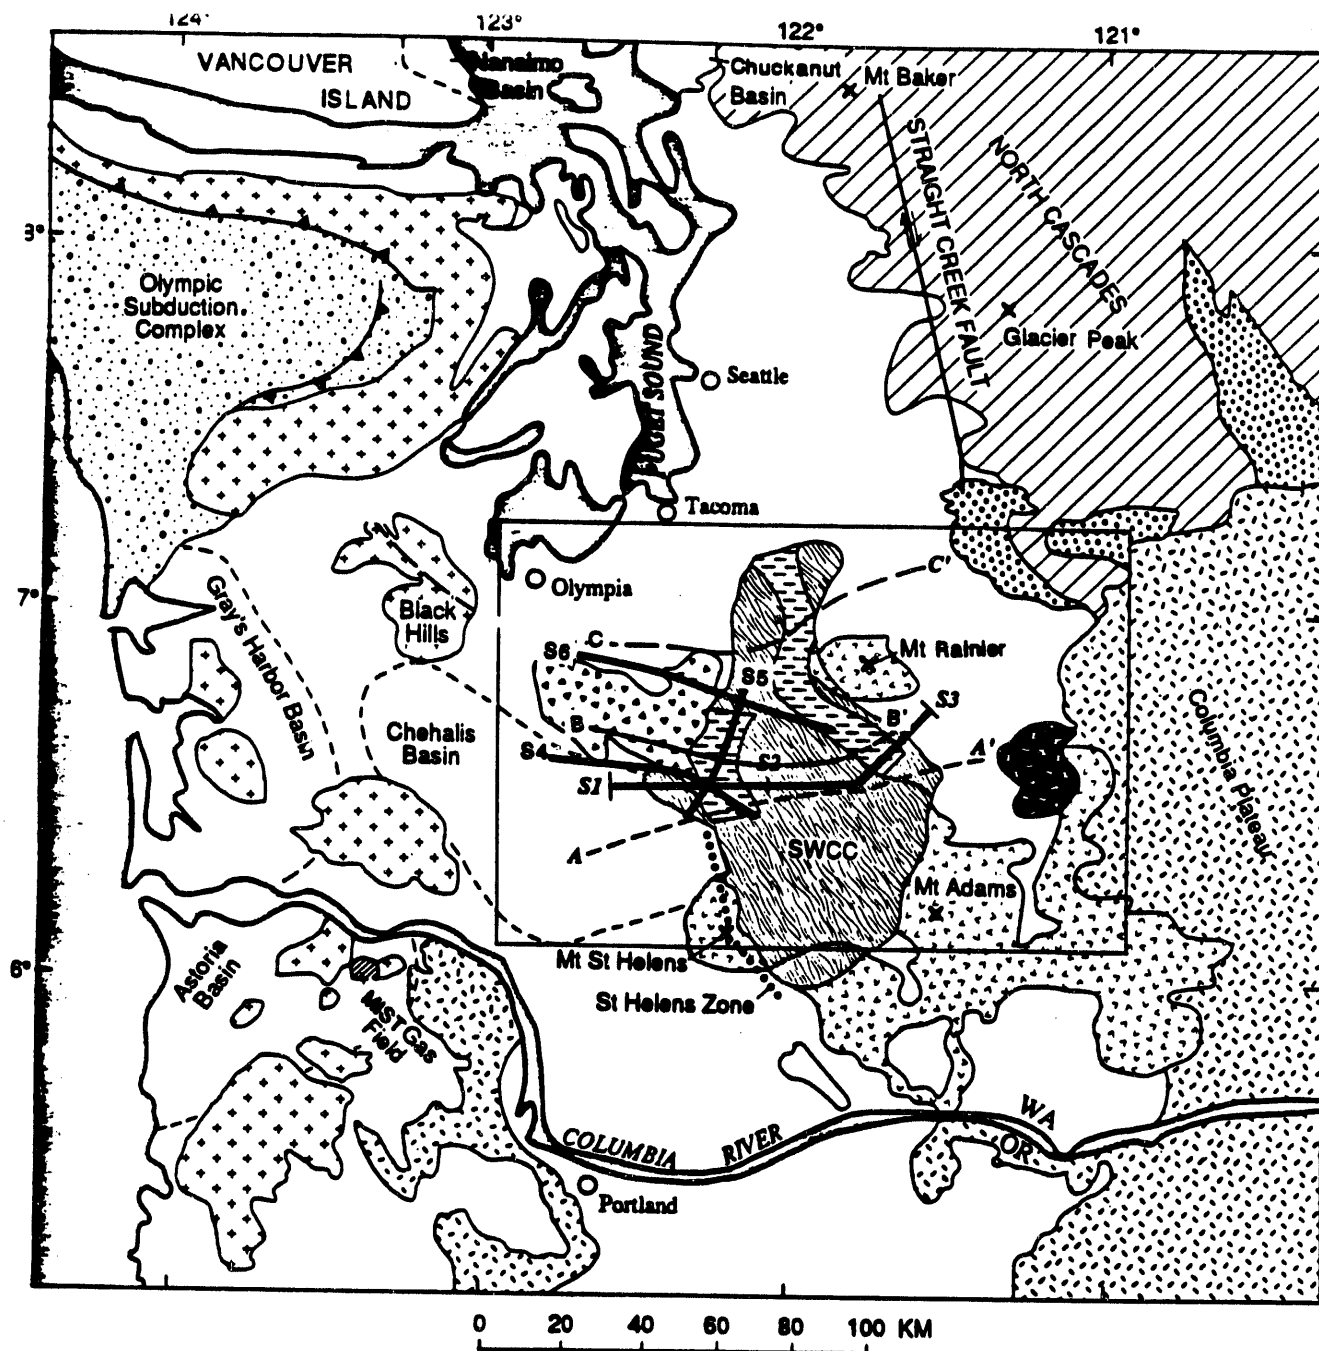 124°
123°
122°
121°
VANCOUVER
ISLAND
Nanaimo
Basin
Chuckanut
Basin
Mt Baker
STRAIGHT CREEK FAULT
NORTH CASCADES
8°
Olympic
Subduction
Complex
Glacier Peak
PUGET SOUND
Seattle
Tacoma
Olympia
C'
7°
Gray's Harbor Basin
Black
Hills
C
S6
Mt Rainier
S5
S3
Columbia Plateau
Chehalis
Basin
B
B'
S4
S2
A'
S1
A
SWCC
Mt Adams
Astoria
Basin
6°
Mt St Helens
St Helens Zone
MIST Gas
Field
WA
OR
COLUMBIA
RIVER
Portland
0 20 40 60 80 100 KM